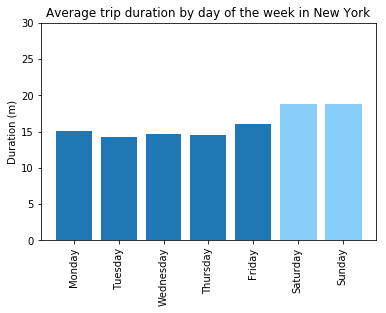 Average trip duration by day of the week in New York
30
25
20
15
10
5
0
Duration (m)
Monday
Tuesday
Wednesday
Thursday
Friday
Saturday
Sunday